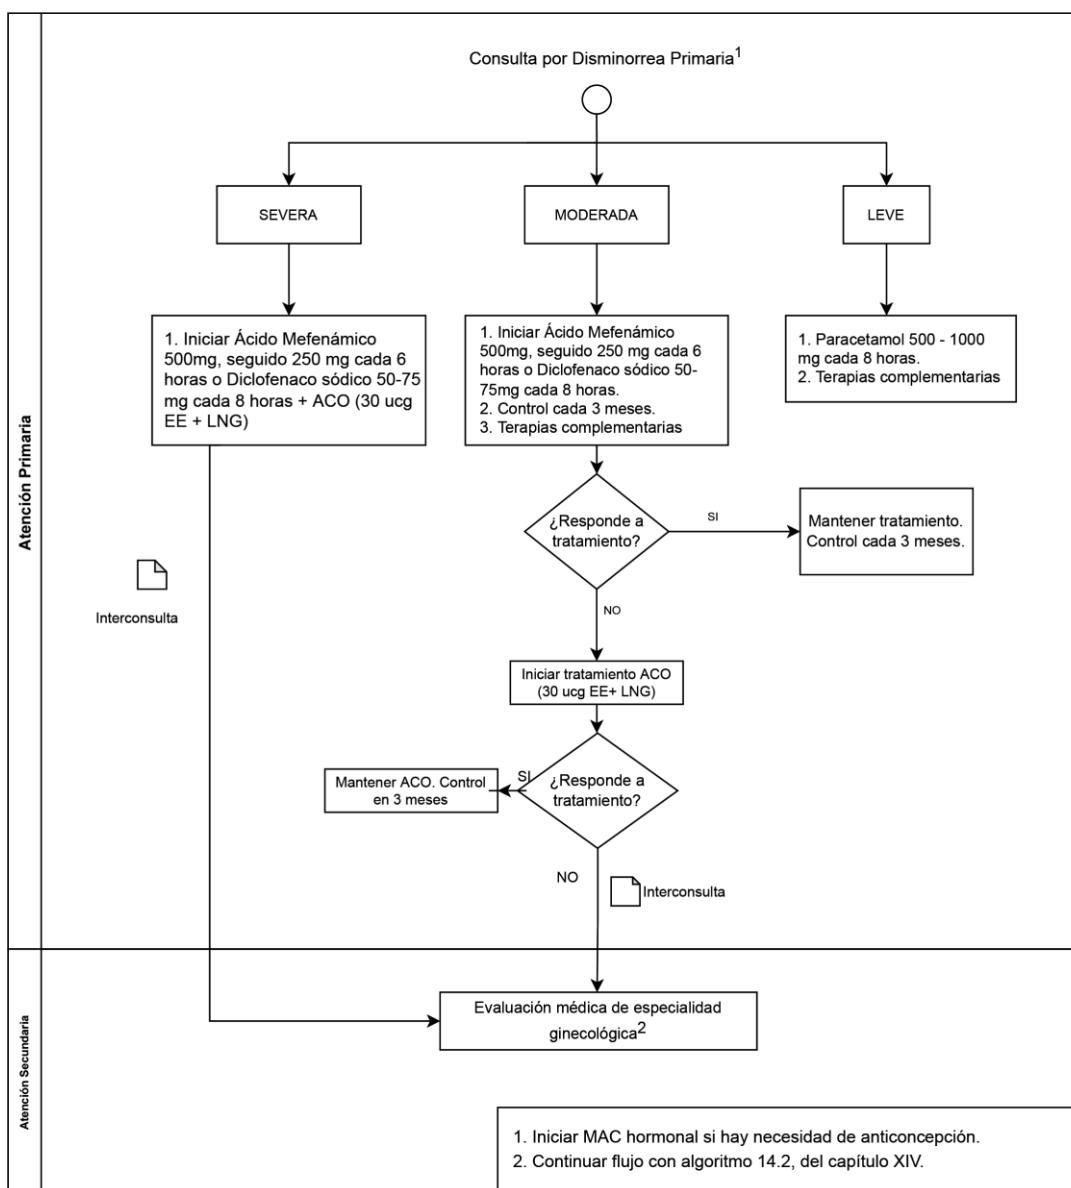 Consulta por Disminorrea Primaria1
SEVERA
MODERADA
LEVE
1. Iniciar Ácido Mefenámico
500mg, seguido 250 mg cada 6
horas o Diclofenaco sódico 50-75
mg cada 8 horas + ACO (30 ucg
EE + LNG)
1. Iniciar Ácido Mefenámico
500mg, seguido 250 mg cada 6
horas o Diclofenaco sódico 50-
75mg cada 8 horas.
2. Control cada 3 meses.
3. Terapias complementarias
1. Paracetamol 500 - 1000
mg cada 8 horas.
2. Terapias complementarias
Atención Primaria
¿Responde a
tratamiento?
SI
Mantener tratamiento.
Control cada 3 meses.
Interconsulta
NO
Iniciar tratamiento ACO
(30 ucg EE+ LNG)
¿Responde a
tratamiento?
SI
Mantener ACO. Control
en 3 meses
NO
Interconsulta
Atención Secundaria
Evaluación médica de especialidad
ginecológica2
1. Iniciar MAC hormonal si hay necesidad de anticoncepción.
2. Continuar flujo con algoritmo 14.2, del capítulo XIV.